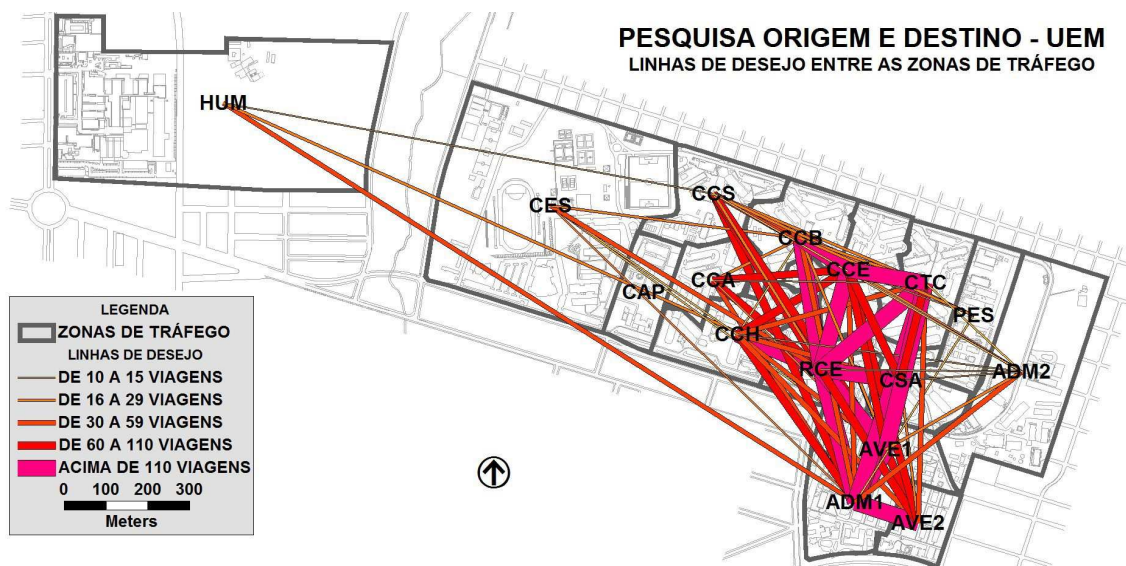 PESQUISA ORIGEM E DESTINO - UEM
LINHAS DE DESEJO ENTRE AS ZONAS DE TRÁFEGO
HUM
CES
CCS
CCB
CCE
CTC
CCA
CAP
PES
CCH
RCE
CSA
ADM2
AVE1
ADM1
AVE2
LEGENDA
ZONAS DE TRÁFEGO
LINHAS DE DESEJO
DE 10 A 15 VIAGENS
DE 16 A 29 VIAGENS
DE 30 A 59 VIAGENS
DE 60 A 110 VIAGENS
ACIMA DE 110 VIAGENS
0 100 200 300
Meters